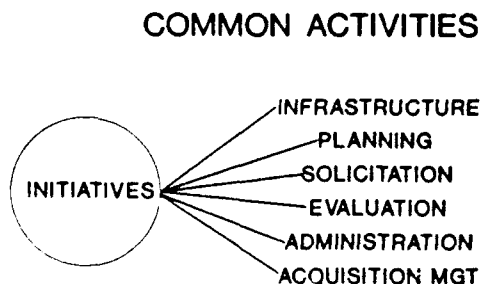 COMMON ACTIVITIES
INFRASTRUCTURE
PLANNING
SOLICITATION
INITIATIVES
EVALUATION
ADMINISTRATION
ACQUISITION MGT